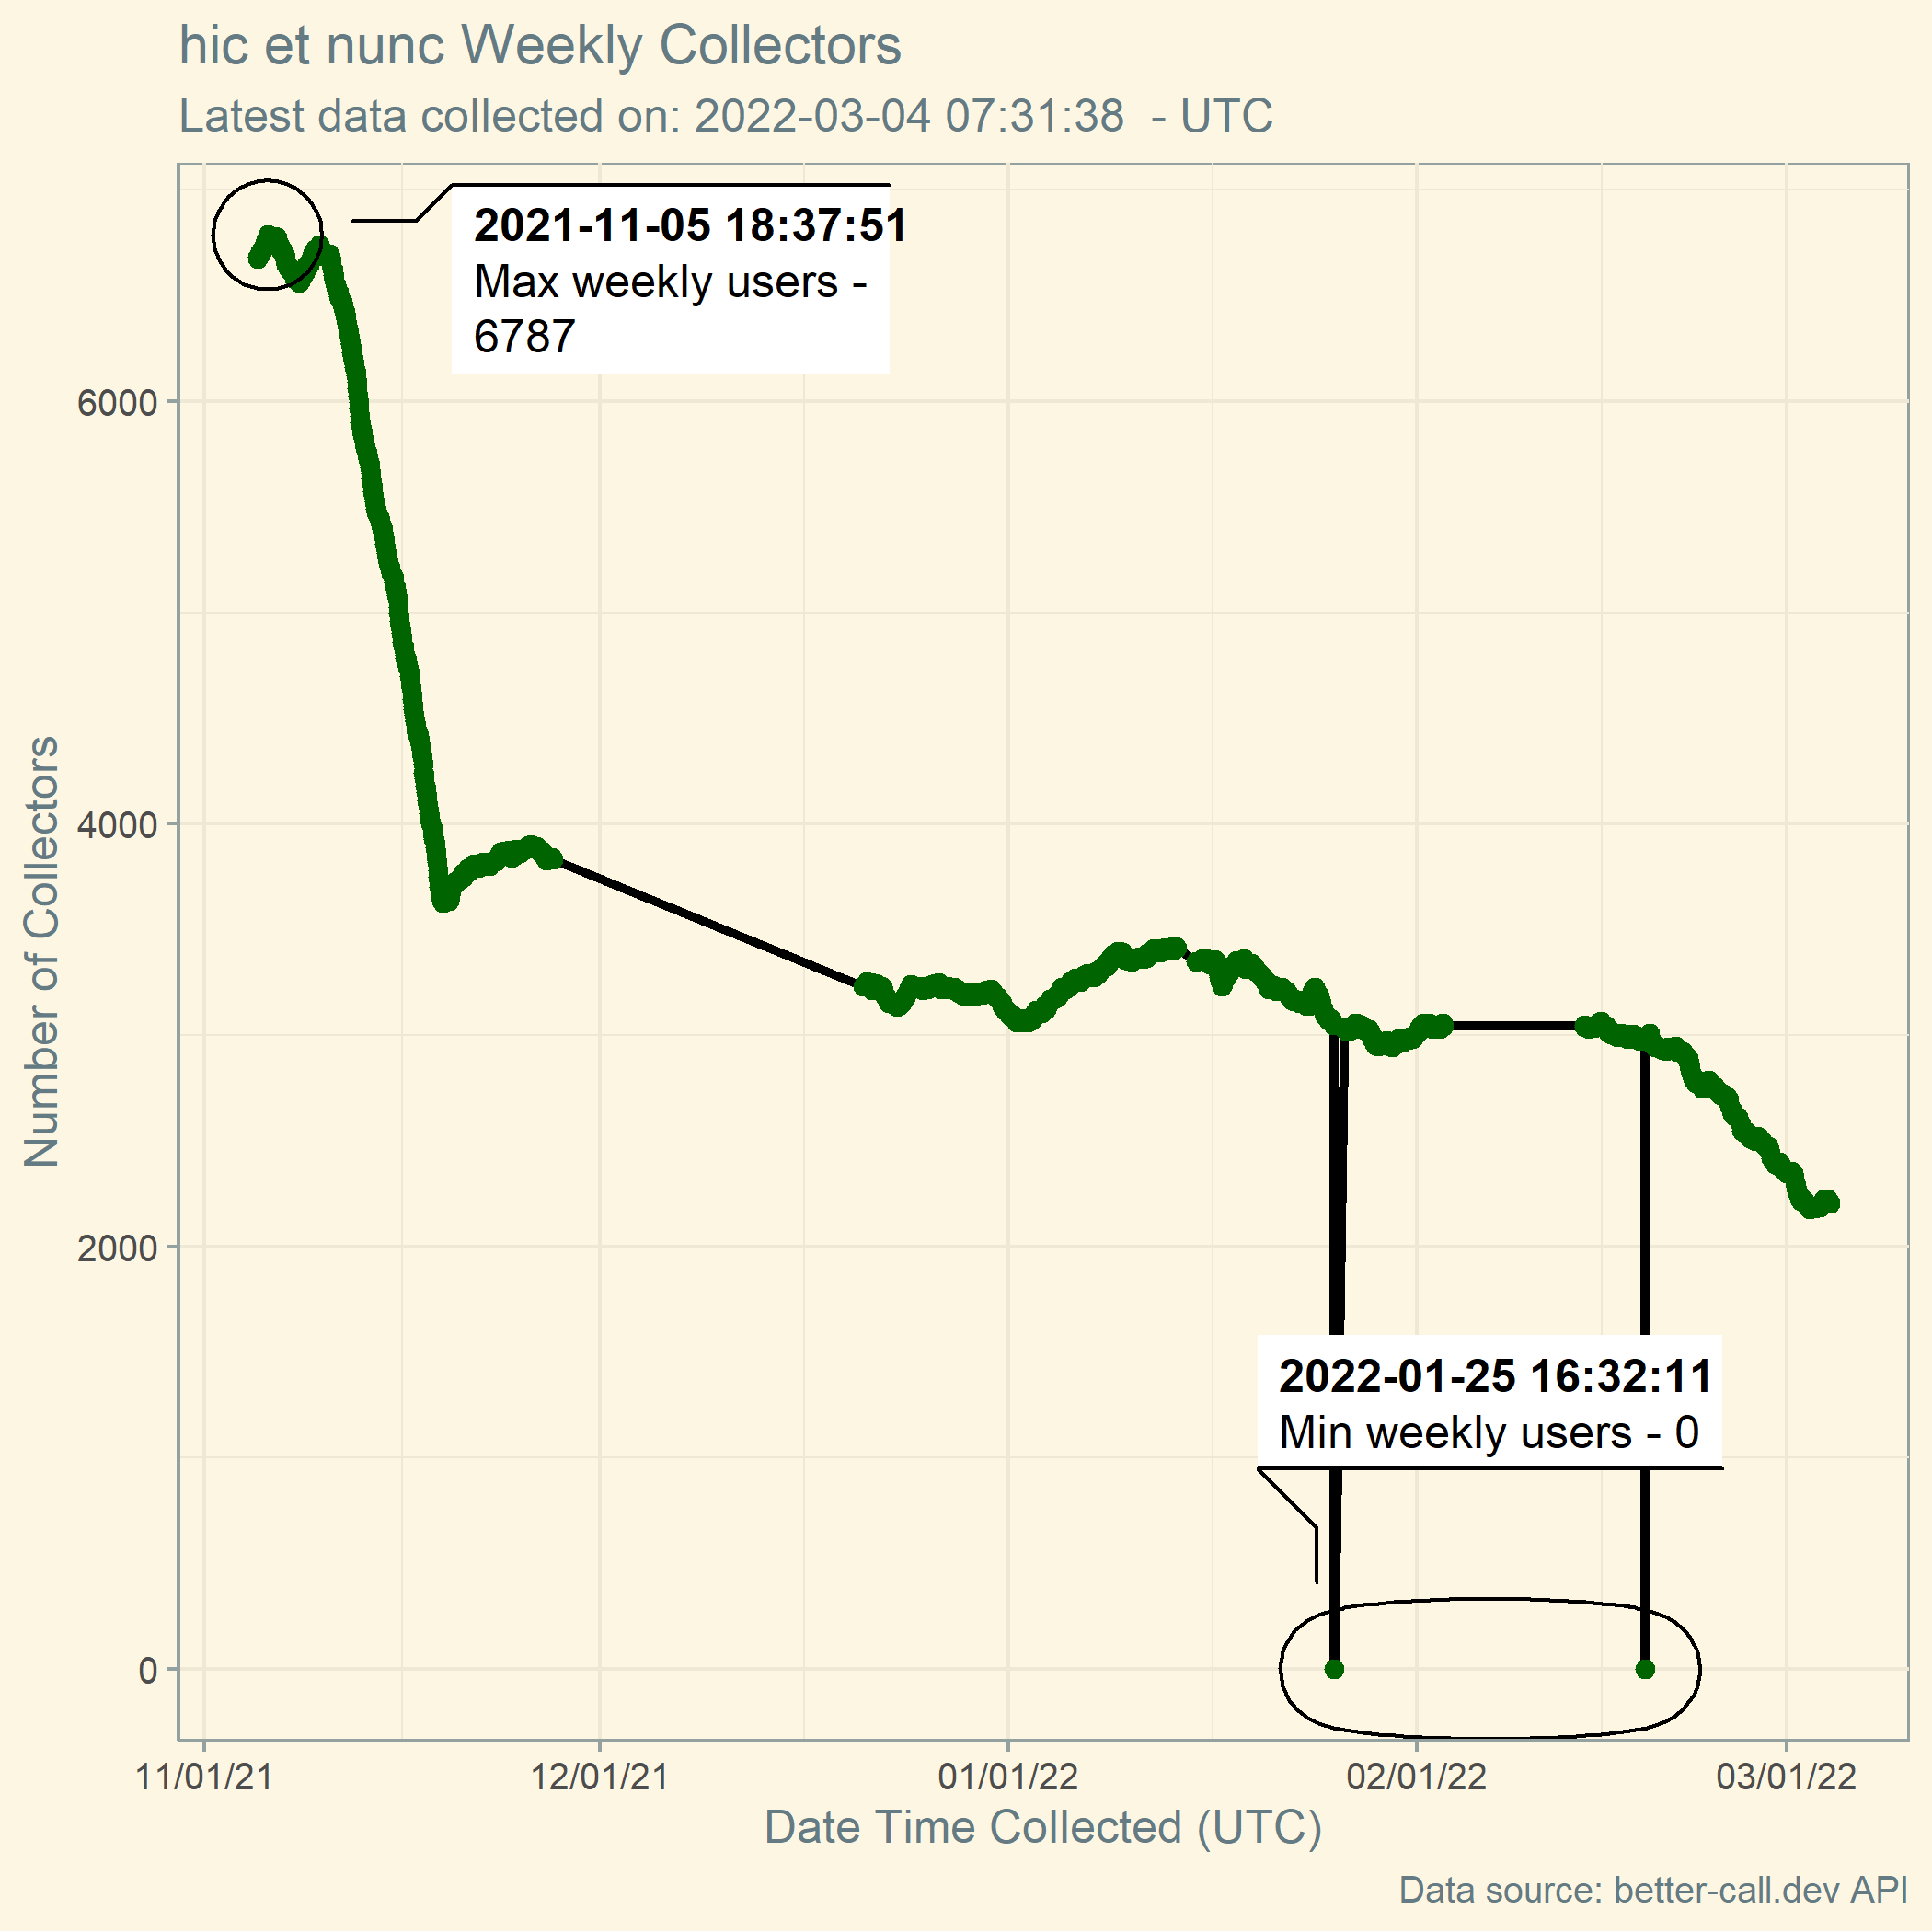 hic et nunc Weekly Collectors
Latest data collected on: 2022-03-04 07:31:38  - UTC
2021-11-05 18:37:51
Max weekly users -
6787
6000
4000
2000
0
Number of Collectors
2022-01-25 16:32:11
Min weekly users - 0
11/01/21
12/01/21
01/01/22
02/01/22
03/01/22
Date Time Collected (UTC)
Data source: better-call.dev API